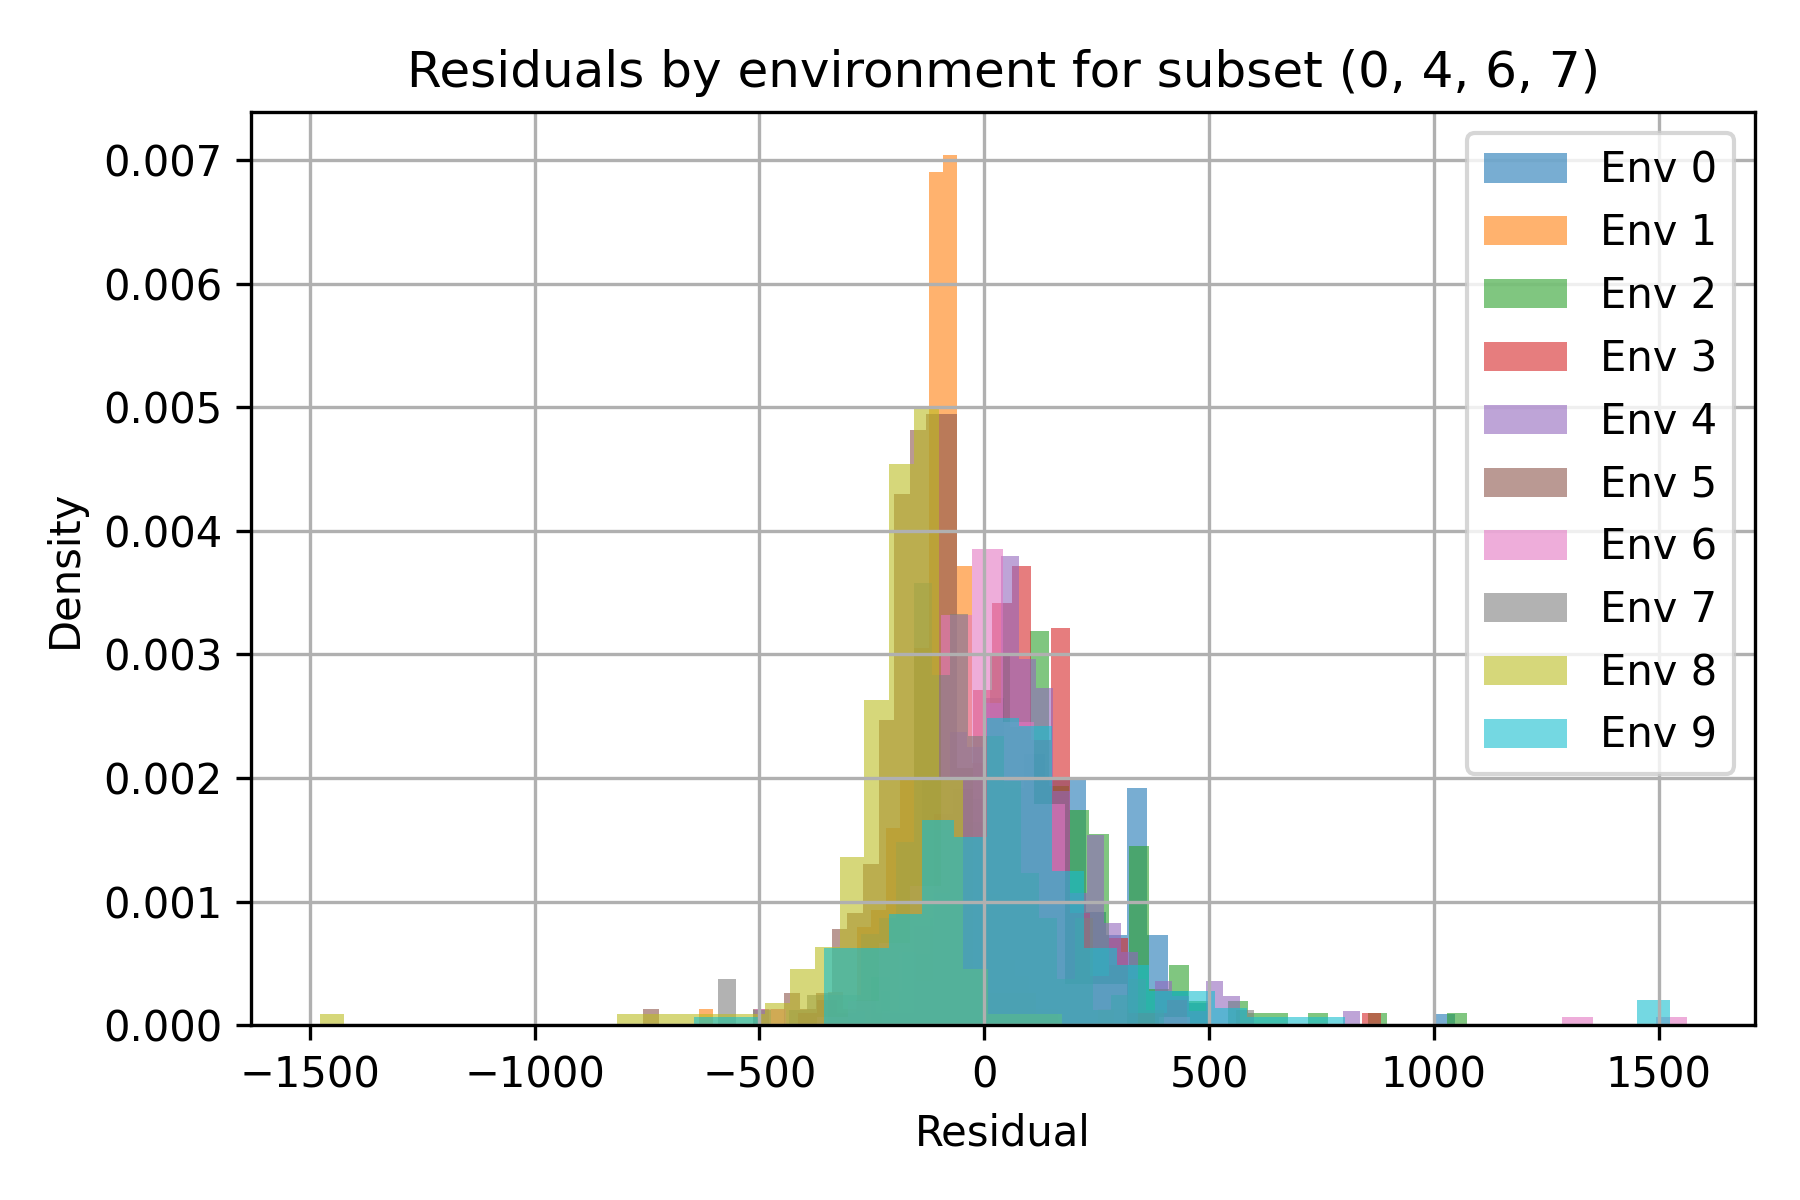 Residuals by environment for subset (0, 4, 6, 7)
0.007
0.006
0.005
0.004
0.003
0.002
0.001
0.000
Density
−1500
−1000
−500
0
500
1000
1500
Residual
Env 0
Env 1
Env 2
Env 3
Env 4
Env 5
Env 6
Env 7
Env 8
Env 9